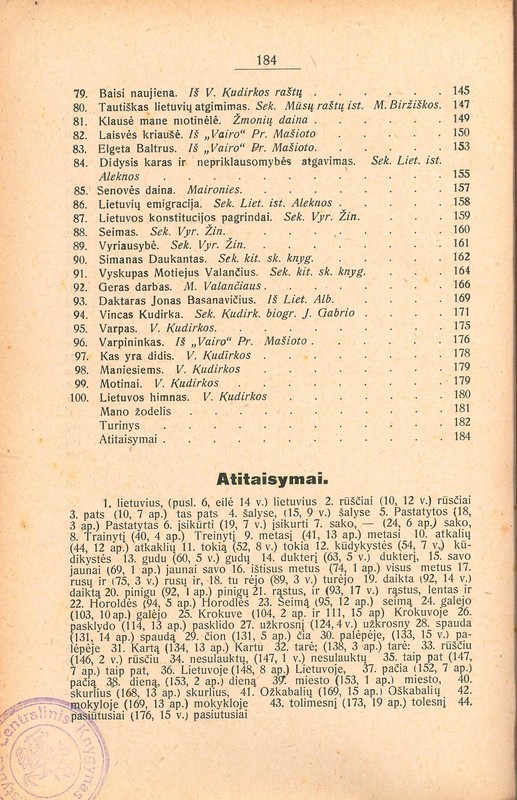 184
79. Baisi naujiena. Iš V. Kudirkos raštų . . . . . . 145
80. Tautiškas lietuvių atgimimas. Sek. Mūsų raštų ist. M. Biržiškos. 147
81. Klausė mane motinėlė. Žmonių daina . . . . . . 149
82. Laisvės kriaušė. Iš „Vairo" Pr. Mašioto . . . . . 150
83. Elgeta Baltrus. Iš „Vairo" Pr. Mašioto. . . . . . 153
84. Didysis karas ir nepriklausomybės atgavimas. Sek. Liet. ist.
Aleknos . . . . . . . . . . . 155
85. Senovės daina. Maironies. . . . . . . . 157
86. Lietuvių emigracija. Sek. Liet. ist. Aleknos . . . . . 158
87. Lietuvos konstitucijos pagrindai. Sek. Vyr. Žin. . . . . 159
88. Seimas. Sek. Vyr. Žin. . . . . . . . . 160
89. Vyriausybė. Sek. Vyr. Žin. . . . . . . . 161
90. Simanas Daukantas. Sek. kit. sk. knyg. . . . . . 162
91. Vyskupas Motiejus Valančius. Sek. kit. sk. knyg. . . . . 164
92. Geras darbas. M. Valančiaus . . . . . . . 166
93. Daktaras Jonas Basanavičius. Iš Liet. Alb. . . . . . 169
94. Vincas Kudirka. Sek. Kudirk. biogr. J. Gabrio . . . . 171
95. Varpas. V. Kudirkos. . . . . . . . . 175
96. Varpininkas. Iš „Vairo" Pr. Mašioto . . . . . . 176
97. Kas yra didis. V. Kudirkos . . . . . . . 178
98. Maniesiems. V. Kudirkos . . . . . . . 179
99. Motinai. V. Kudirkos . . . . . . . . 179
100. Lietuvos himnas. V. Kudirkos . . . . . . . 180
Mano žodelis . . . . . . . . . . 181
Turinys . . . . . . . . . . . 182
Atitaisymai . . . . . . . . . . . 184
Atitaisymai.
1. lietuvius, (pusl. 6, eilė 14 v.) lietuvius 2. rūščiai (10, 12 v.) rūsčiai
3. pats (10, 7 ap.) tas pats 4. šalyse, (15, 9 v.) šalyse 5. Pastatytos (18,
3 ap.) Pastatytas 6. įsikūrti (19, 7 v.) įsikurti 7. sako, — (24, 6 ap.) sako,
8. Trainytį (40, 4 ap.) Treinytį 9. metasį (41, 13 ap.) metasi 10. atkalių
(44, 12 ap.) atkaklių 11. tokią (52, 8 v.) tokia 12. kūdykystės (54, 7 v.) kū-
dikystės 13. gudu (60, 5 v.) gudų 14. dukterį (63, 5 v.) dukterį, 15. savo
jaunai (69, 1 ap.) jaunai savo 16. ištisus metus (74, 1 ap.) visus metus 17.
rusų ir (75, 3 v.) rusų ir, 18. tu rėjo (89, 3 v.) turėjo 19. daikta (92, 14 v.)
daiktą 20. pinigu (92, 1 ap.) pinigų 21. rąstus, ir (93, 17 v.) rąstus, lentas ir
22. Horoldės (94, 5 ap.) Horodlės 23. Seimą (95, 12 ap.) seimą 24. galejo
(103, 10 ap.) galėjo 25. Krokuve (104, 2 ap. ir 111, 15 ap) Krokuvoje 26.
pasklydo (114, 13 ap.) pasklido 27. užkrosnį (124, 4 v.) užkrosny 28. spauda
(131, 14 ap.) spaudą 29. čion (131, 5 ap.) čia 30. palėpėje, (133, 15 v.) pa-
lėpėje 31. Kartą (134, 13 ap.) Kartu 32. tarė; (138, 3 ap.) tarė: 33. rūščiu
(146, 2 v.) rūsčiu 34. nesulauktų, (147, 1 v.) nesulauktų 35. taip pat (147,
7 ap.) taip pat, 36. Lietuvoje (148, 8 ap.) Lietuvoje, 37. pačia (152, 7 ap.)
pačią 38. dieną, (153, 2 ap.) dieną 39. miesto (153, 1 ap.) miesto, 40.
skurlius (168, 13 ap.) skurlius, 41. Ožkabalių (169, 15 ap.) Oškabalių 42.
mokyloje (169, 13 ap.) mokykloje 43. tolimesnį (173, 19 ap.) tolesnį 44.
pasiutusiai (176, 15 v.) pasiutusiai
Centralinis Knygynas